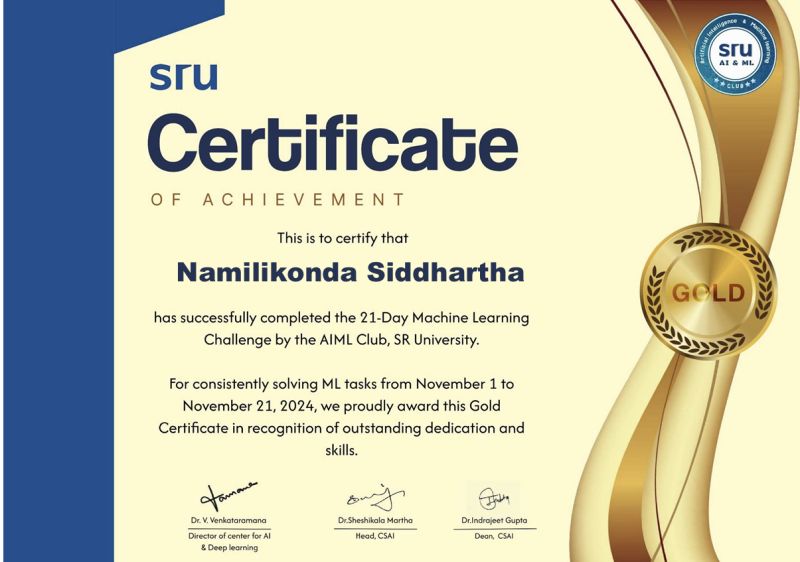 sru
Certificate
OF ACHIEVEMENT
This is to certify that
Namilikonda Siddhartha
has successfully completed the 21-Day Machine Learning
Challenge by the AIML Club, SR University.
For consistently solving ML tasks from November 1 to
November 21, 2024, we proudly award this Gold
Certificate in recognition of outstanding dedication and
skills.
Dr. V. Venkataramana
Director of center for AI
& Deep learning
Dr.Sheshikala Martha
Head, CSAI
Dr.Indrajeet Gupta
Dean, CSAI
Artificial Intelligence & Machine learning
sru
AI & ML
CLUB
GOLD